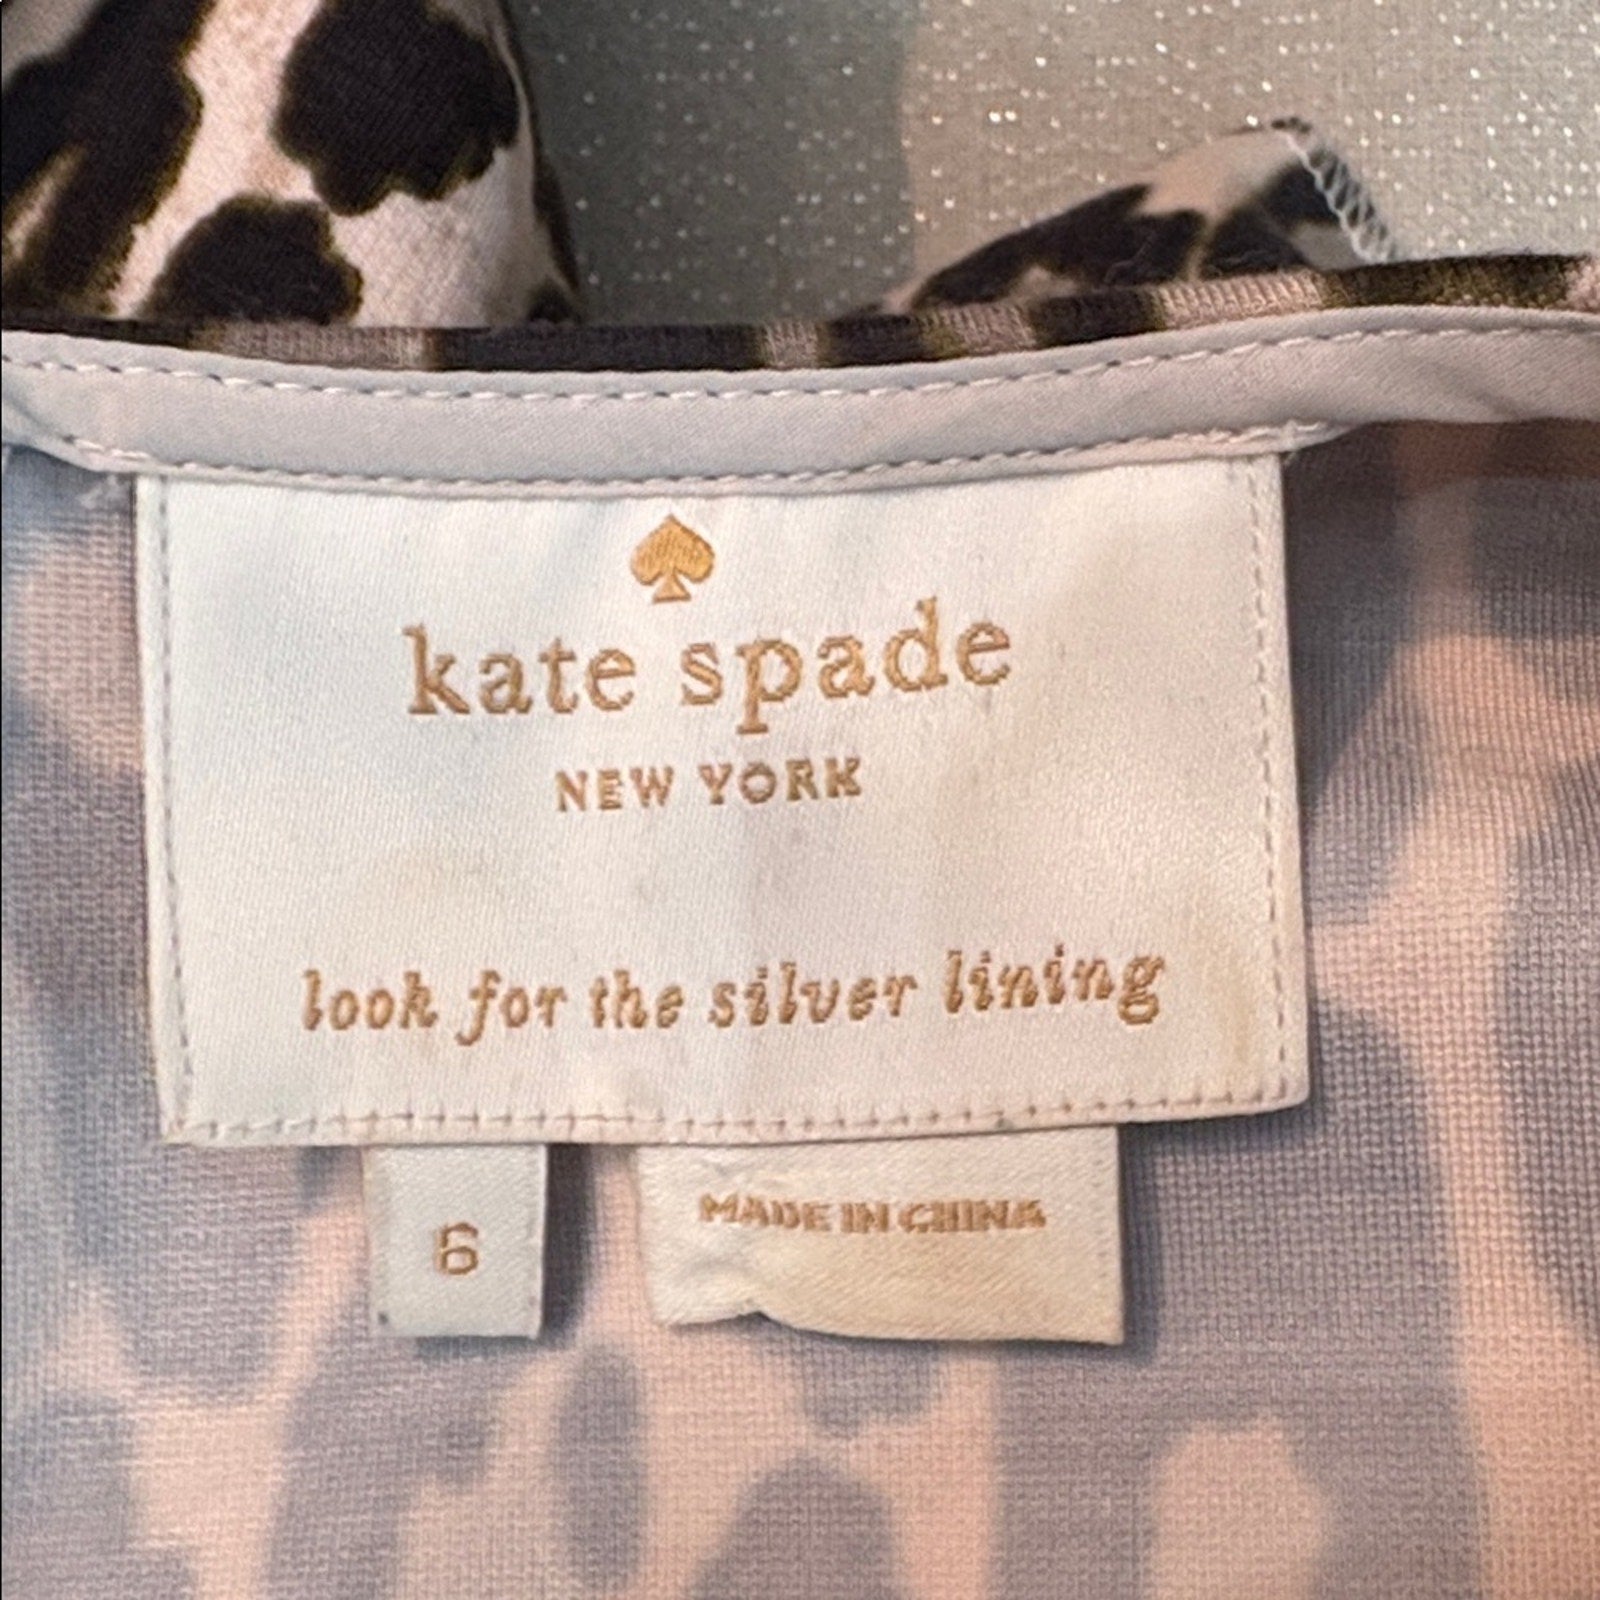 kate spade
NEW YORK
look for the silver lining
6
MADE IN CHINA